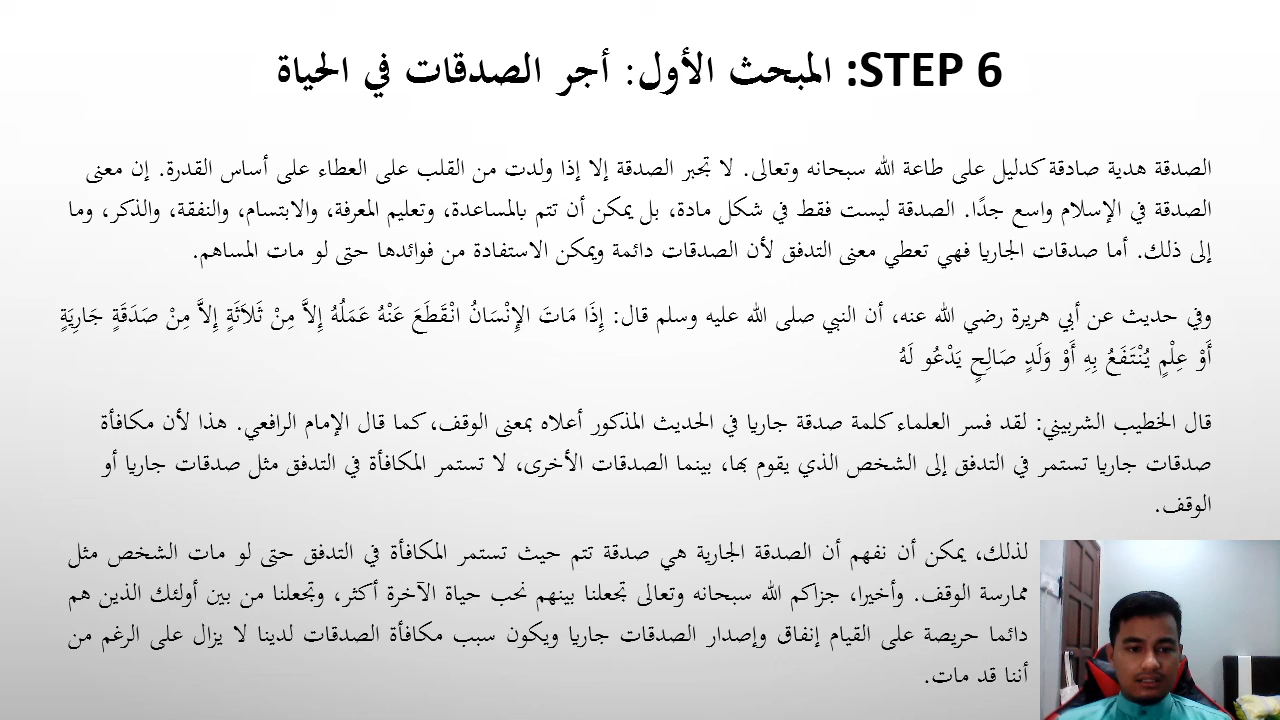 STEP 6: المبحث الأول: أجر الصدقات في الحياة
الصدقة هدية صادقة كدليل على طاعة الله سبحانه وتعالى. لا تجبر الصدقة إلا إذا ولدت من القلب على العطاء على أساس القدرة. إن معنى
الصدقة في الإسلام واسع جدًا. الصدقة ليست فقط في شكل مادة، بل يمكن أن تتم بالمساعدة، وتعليم المعرفة، والابتسام، والنفقة، والذكر، وما
إلى ذلك. أما صدقات الجاريا فهي تعطي معنى التدفق لأن الصدقات دائمة ويمكن الاستفادة من فوائدها حتى لو مات المساهم.
وفي حديث عن أبي هريرة رضي الله عنه، أن النبي صلى الله عليه وسلم قال: إِذَا مَاتَ الإِنْسَانُ انْقَطَعَ عَنْهُ عَمَلُهُ إِلاَّ مِنْ ثَلاَثَةٍ إِلاَّ مِنْ صَدَقَةٍ جَارِيَةٍ
أَوْ عِلْمٍ يُنْتَفَعُ بِهِ أَوْ وَلَدٍ صَالِحٍ يَدْعُو لَهُ
قال الخطيب الشربيني: لقد فسر العلماء كلمة صدقة جاريا في الحديث المذكور أعلاه بمعنى الوقف، كما قال الإمام الرافعي. هذا لأن مكافأة
صدقات جاريا تستمر في التدفق إلى الشخص الذي يقوم بها، بينما الصدقات الأخرى، لا تستمر المكافأة في التدفق مثل صدقات جاريا أو
الوقف.
لذلك، يمكن أن نفهم أن الصدقة الجارية هي صدقة تتم حيث تستمر المكافأة في التدفق حتى لو مات الشخص مثل
ممارسة الوقف. وأخيرا، جزاكم الله سبحانه وتعالى تجعلنا بينهم نحب حياة الآخرة أكثر، وتجعلنا من بين أولئك الذين هم
دائما حريصة على القيام إنفاق وإصدار الصدقات جاريا ويكون سبب مكافأة الصدقات لدينا لا يزال على الرغم من
أننا قد مات.